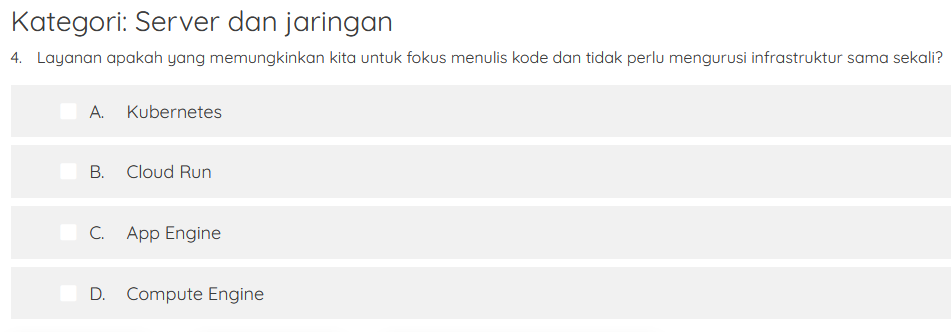 Kategori: Server dan jaringan
4. Layanan apakah yang memungkinkan kita untuk fokus menulis kode dan tidak perlu mengurusi infrastruktur sama sekali?
A. Kubernetes
B. Cloud Run
C. App Engine
D. Compute Engine